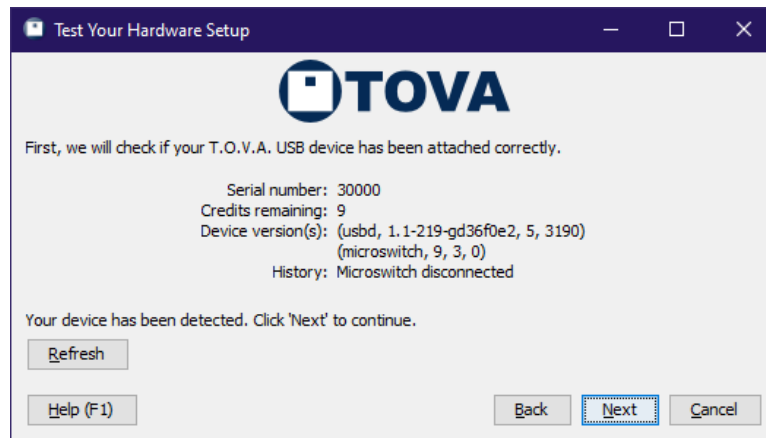 Test Your Hardware Setup
TOVA
First, we will check if your T.O.V.A. USB device has been attached correctly.
Serial number: 30000
Credits remaining: 9
Device version(s): (usbd, 1.1-219-gd36f0e2, 5, 3190)
(microswitch, 9, 3, 0)
History: Microswitch disconnected
Your device has been detected. Click 'Next' to continue.
Refresh
Help (F1) Back Next Cancel